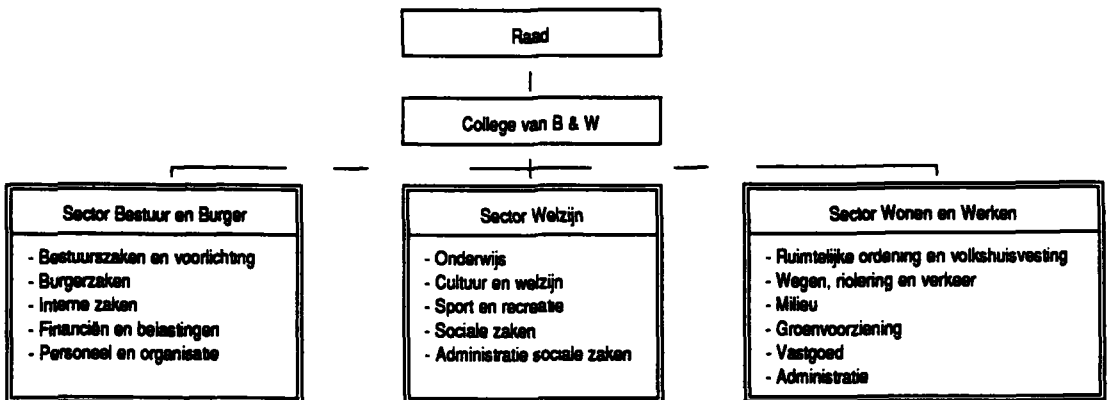 Raad
College van B & W
Sector Bestuur en Burger
- Bestuurszaken en voorlichting
- Burgerzaken
- Interne zaken
- Financiën en belastingen
- Personeel en organisatie
Sector Welzijn
- Onderwijs
- Cultuur en welzijn
- Sport en recreatie
- Sociale zaken
- Administratie sociale zaken
Sector Wonen en Werken
- Ruimtelijke ordening en volkshuisvesting
- Wegen, riolering en verkeer
- Milieu
- Groenvoorziening
- Vastgoed
- Administratie